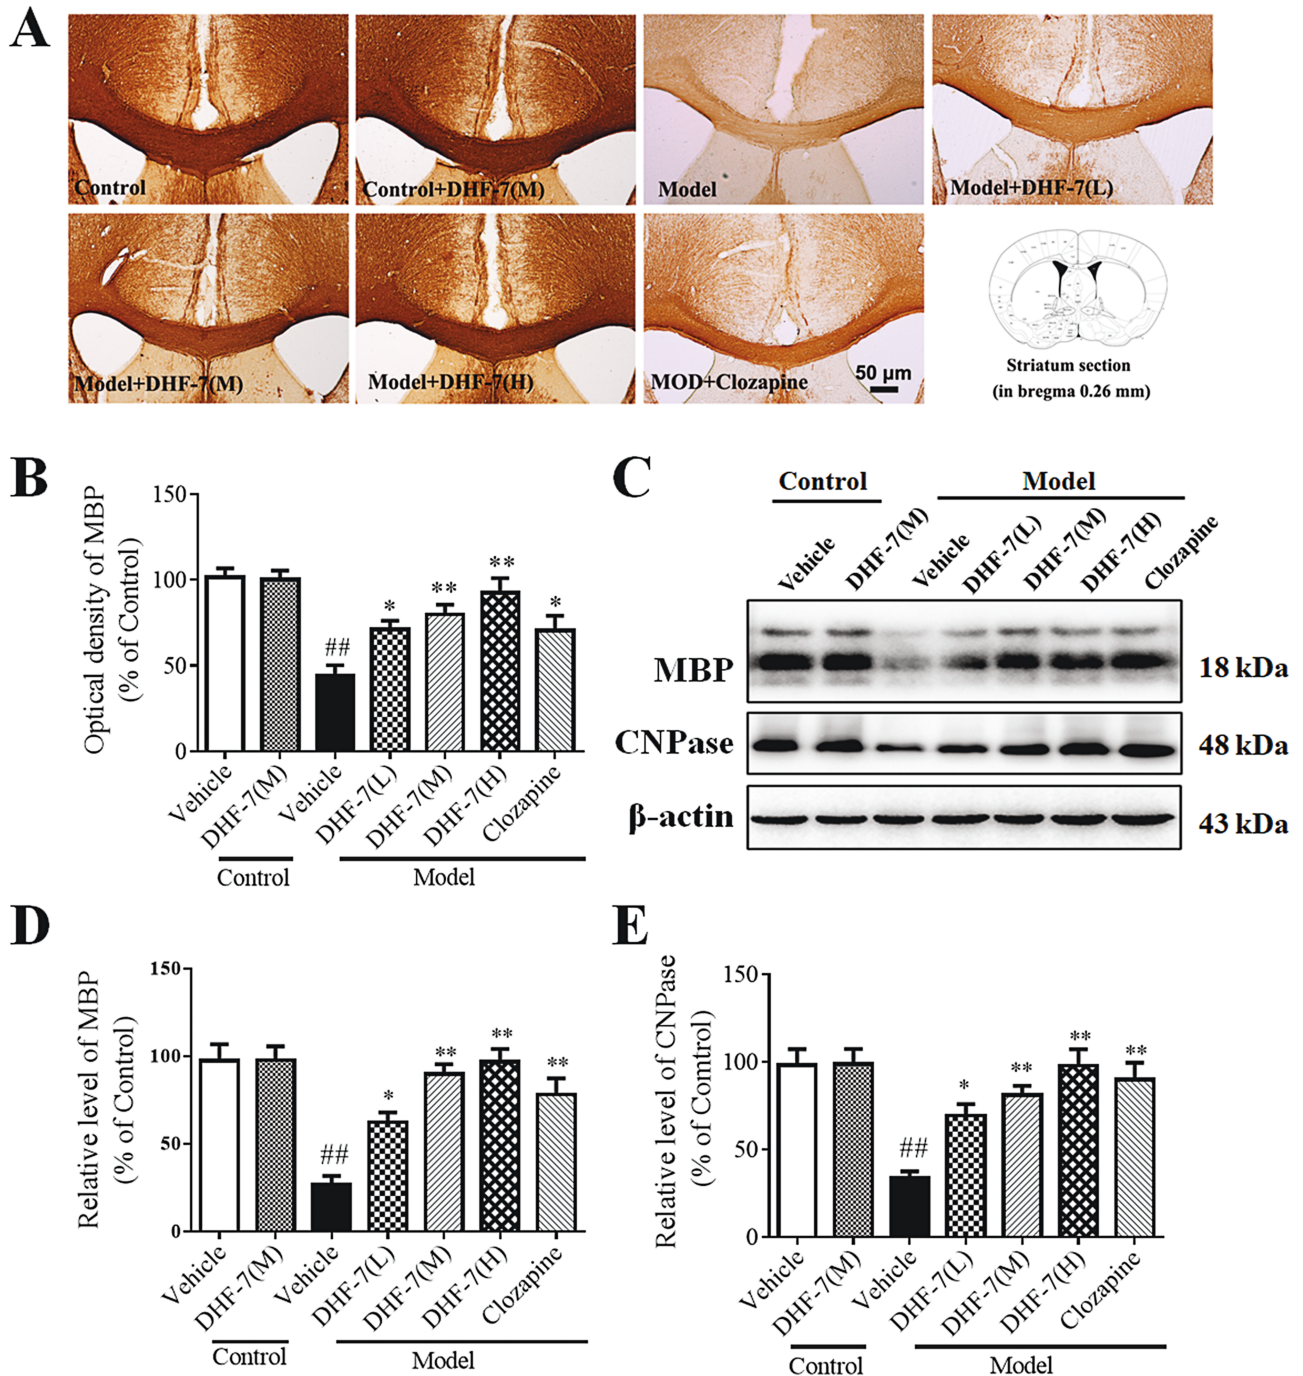 A
Control
Control+DHF-7(M)
Model
Model+DHF-7(L)
Model+DHF-7(M)
Model+DHF-7(H)
MOD+Clozapine
50 μm
Striatum section
(in bregma 0.26 mm)
B
Optical density of MBP
(% of Control)
150
100
50
0
Vehicle
DHF-7(M)
Vehicle
DHF-7(L)
DHF-7(M)
DHF-7(H)
Clozapine
##
*
**
**
*
Control
Model
C
Control
Model
Vehicle
DHF-7(M)
Vehicle
DHF-7(L)
DHF-7(M)
DHF-7(H)
Clozapine
MBP
18 kDa
CNPase
48 kDa
β-actin
43 kDa
D
Relative level of MBP
(% of Control)
150
100
50
0
##
*
**
**
**
Vehicle
DHF-7(M)
Vehicle
DHF-7(L)
DHF-7(M)
DHF-7(H)
Clozapine
Control
Model
E
Relative level of CNPase
(% of Comtrol)
150
100
50
0
##
*
**
**
**
Vehicle
DHF-7(M)
Vehicle
DHF-7(L)
DHF-7(M)
DHF-7(H)
Clozapine
Control
Model